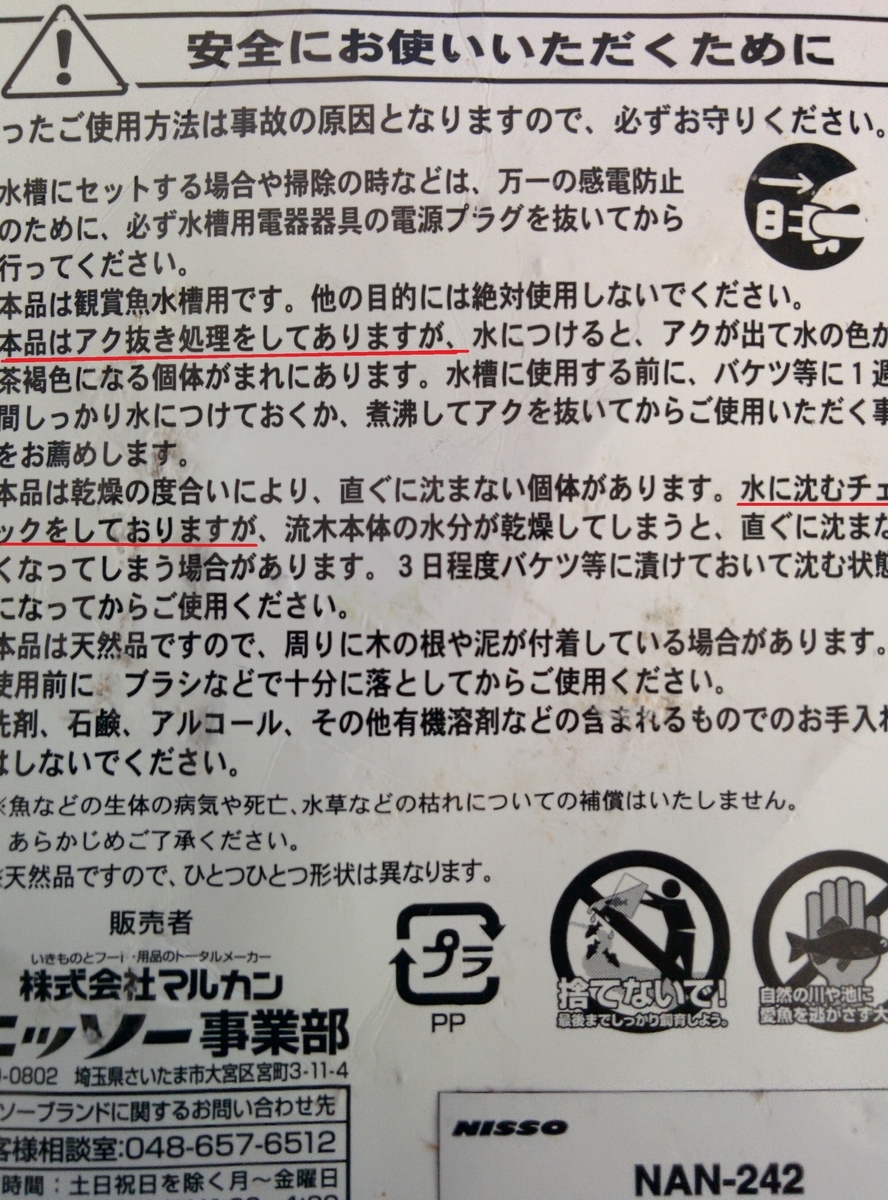 安全にお使いいただくために
ったご使用方法は事故の原因となりますので、必ずお守りください。
水槽にセットする場合や掃除の時などは、万一の感電防止
のために、必ず水槽用電器器具の電源プラグを抜いてから
行ってください。
本品は観賞魚水槽用です。他の目的には絶対使用しないでください。
本品はアク抜き処理をしてありますが、水につけると、アクが出て水の色が
茶褐色になる個体がまれにあります。水槽に使用する前に、バケツ等に1週
間しっかり水につけておくか、煮沸してアクを抜いてからご使用いただく事
をお薦めします。
本品は乾燥の度合いにより、直ぐに沈まない個体があります。水に沈むチェ
ックをしておりますが、流木本体の水分が乾燥してしまうと、直ぐに沈まな
くなってしまう場合があります。3日程度バケツ等に漬けておいて沈む状態
になってからご使用ください。
本品は天然品ですので、周りに木の根や泥が付着している場合があります。
使用前に ブラシなどで十分に落としてからご使用ください。
洗剤、石鹸、アルコール、その他有機溶剤などの含まれるものでのお手入れ
はしないでください。
※魚などの生体の病気や死亡、水草などの枯れについての補償はいたしません。
あらかじめご了承ください。
※天然品ですので、ひとつひとつ形状は異なります。
販売者
いきものとフード・用品のトータルメーカー
株式会社マルカン
ニッソー事業部
-0802 埼玉県さいたま市大宮区宮町3-11-4
ソーブランドに関するお問い合わせ先
客様相談室:048-657-6512
時間:土日祝日を除く月〜金曜日
プラ
PP
捨てないで!
最後までしっかり飼育しよう。
自然の川や池に
愛魚を逃がさず大
NISSO
NAN-242